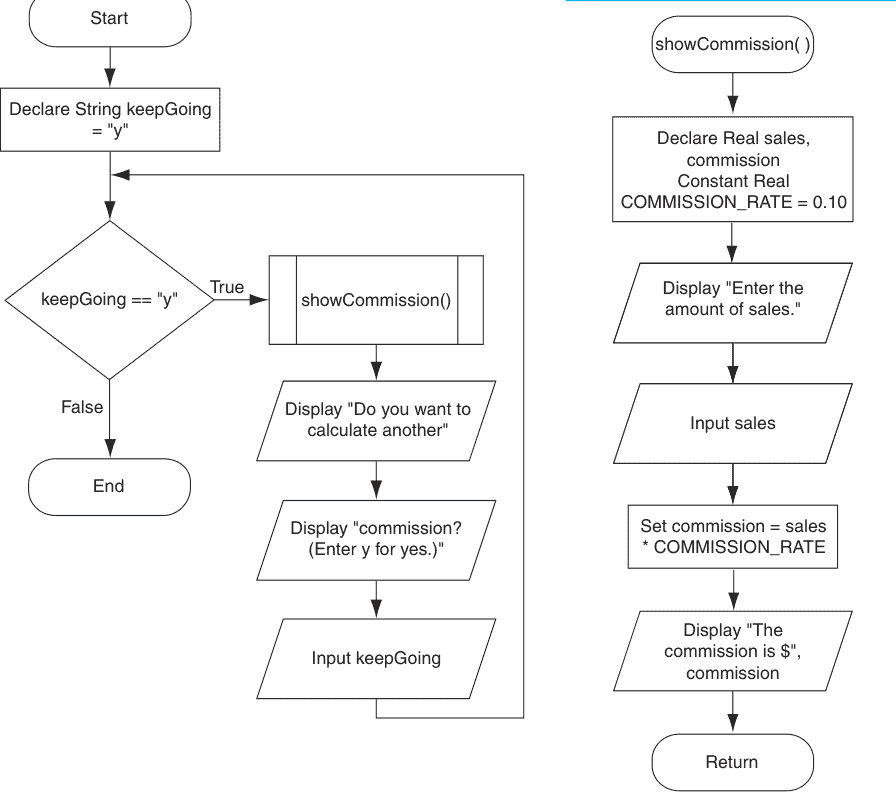 Start
Declare String keepGoing
= "y"
keepGoing == "y"
True
False
End
showCommission()
Display "Do you want to
calculate another"
Display "commission?
(Enter y for yes.)"
Input keepGoing
showCommission( )
Declare Real sales,
commission
Constant Real
COMMISSION_RATE = 0.10
Display "Enter the
amount of sales."
Input sales
Set commission = sales
* COMMISSION_RATE
Display "The
commission is $",
commission
Return